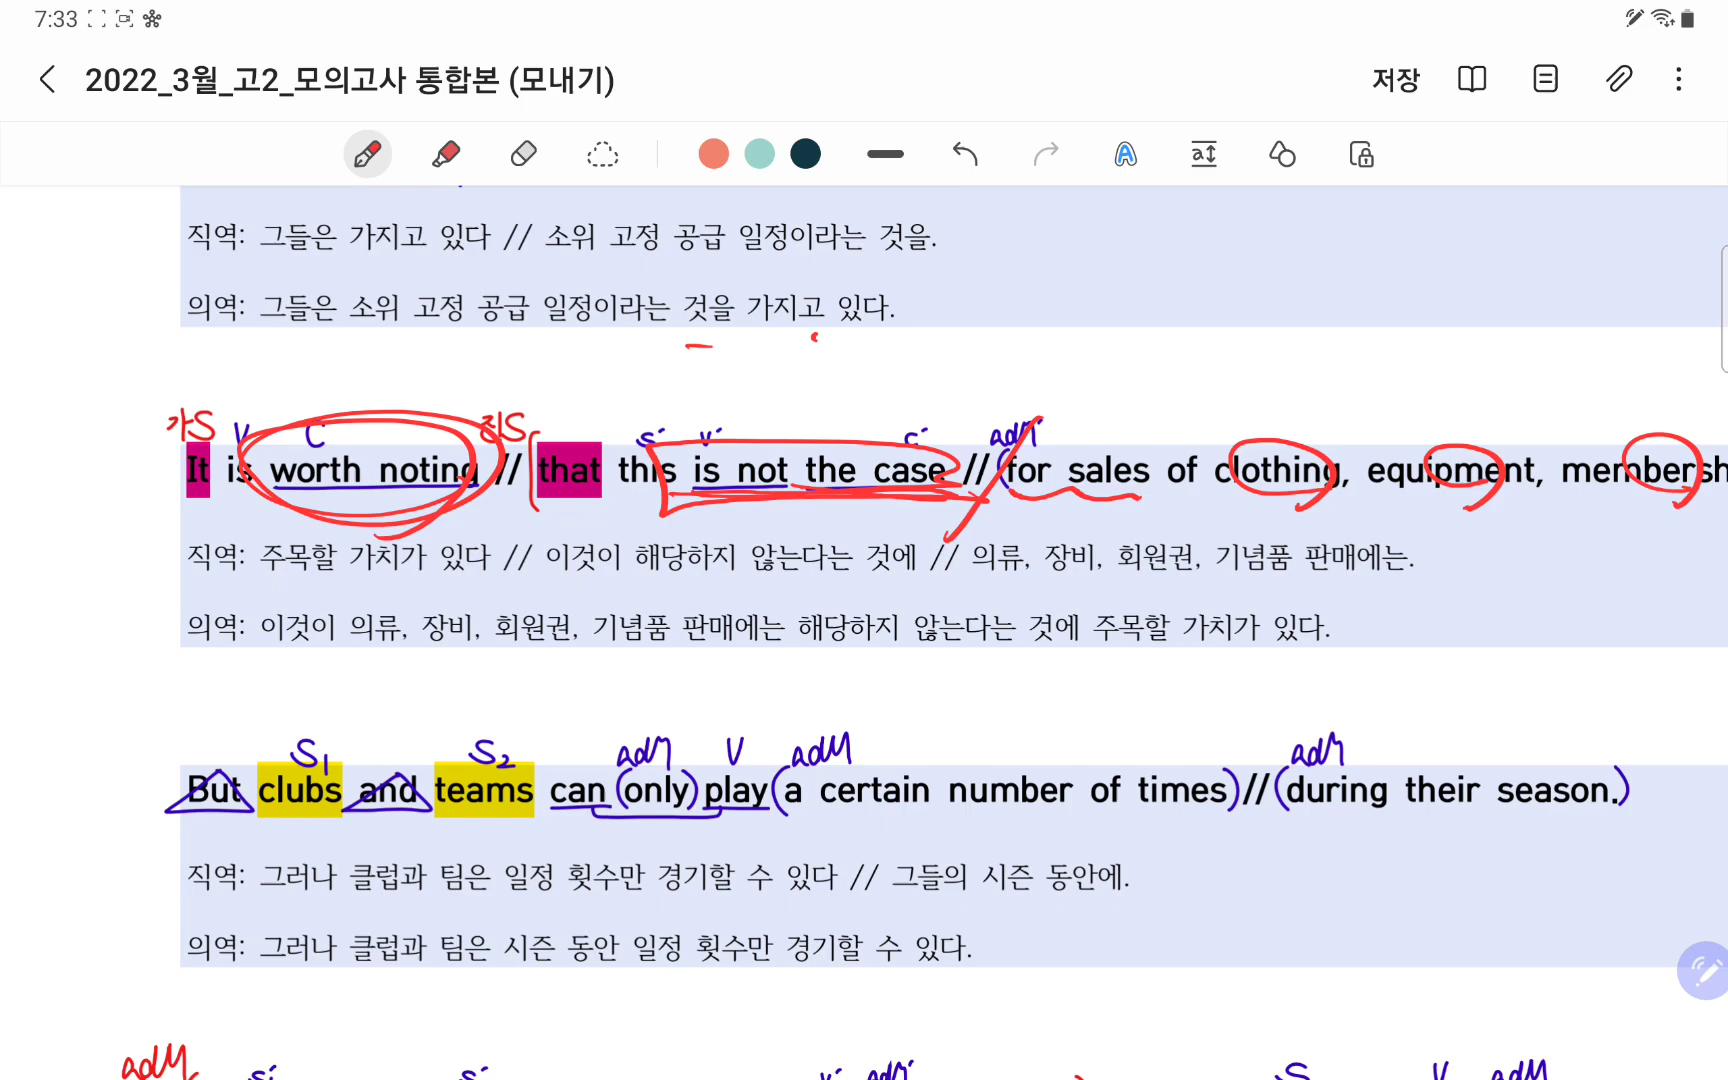 7:33
2022_3월_고2_모의고사 통합본 (모내기)
저장
직역: 그들은 가지고 있다 // 소위 고정 공급 일정이라는 것을.
의역: 그들은 소위 고정 공급 일정이라는 것을 가지고 있다.
가S V C 진S s' v' c' adM'
It is worth noting // that this is not the case // (for sales of clothing, equipment, membersh
직역: 주목할 가치가 있다 // 이것이 해당하지 않는다는 것에 // 의류, 장비, 회원권, 기념품 판매에는.
의역: 이것이 의류, 장비, 회원권, 기념품 판매에는 해당하지 않는다는 것에 주목할 가치가 있다.
S1 S2 adM V adM adM
But clubs and teams can (only) play (a certain number of times) // (during their season.)
직역: 그러나 클럽과 팀은 일정 횟수만 경기할 수 있다 // 그들의 시즌 동안에.
의역: 그러나 클럽과 팀은 시즌 동안 일정 횟수만 경기할 수 있다.
adM s' s' v' adM' S V adM